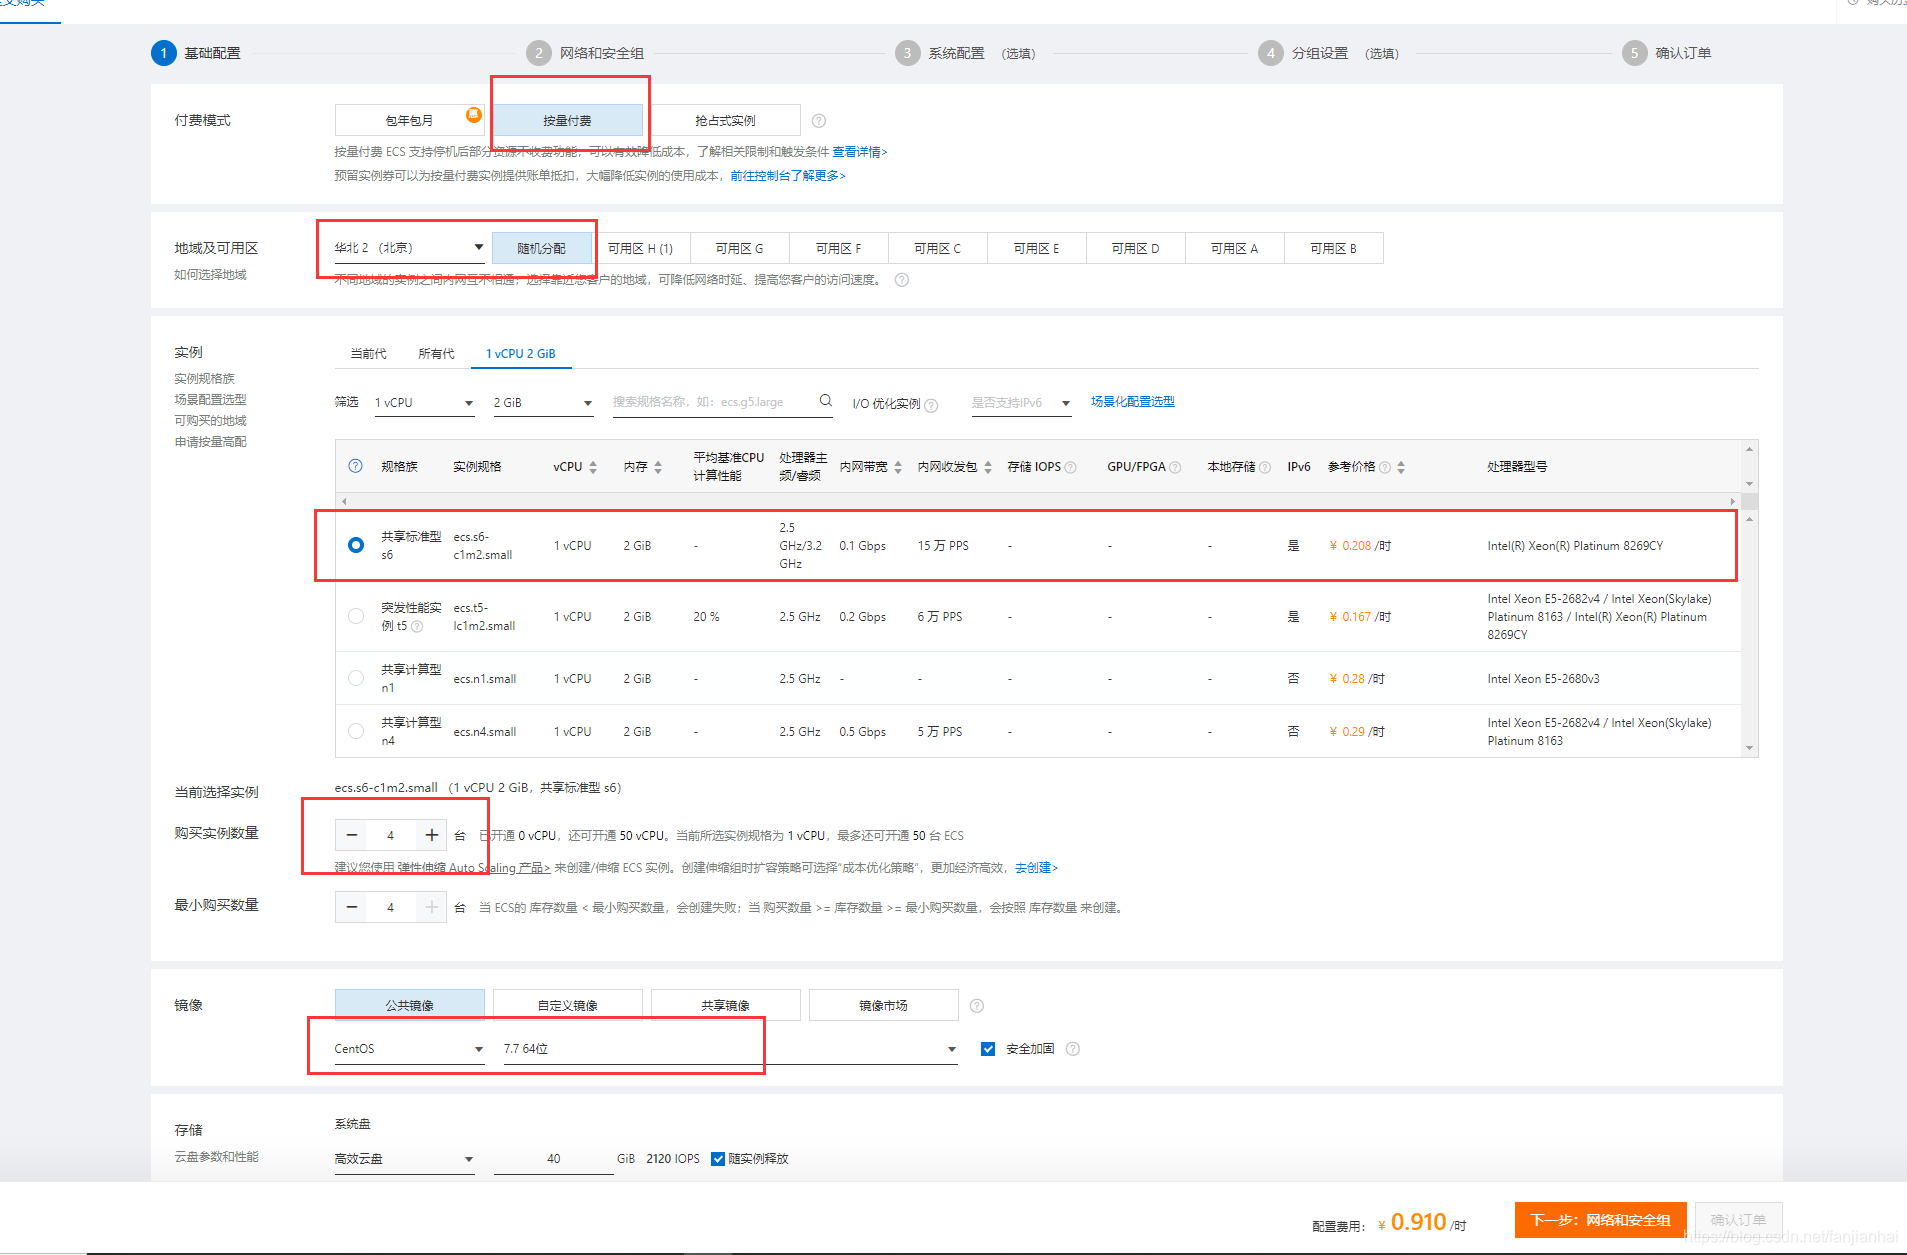 1 基础配置
2 网络和安全组
3 系统配置 (选填)
4 分组设置 (选填)
5 确认订单
付费模式
包年包月
惠
按量付费
抢占式实例
按量付费 ECS 支持停机后部分资源不收费功能，可以有效降低成本，了解相关限制和触发条件 查看详情>
预留实例券可以为按量付费实例提供账单抵扣，大幅降低实例的使用成本，前往控制台了解更多>
地域及可用区
如何选择地域
华北 2 （北京）
随机分配
可用区 H (1)
可用区 G
可用区 F
可用区 C
可用区 E
可用区 D
可用区 A
可用区 B
不同地域的实例之间内网互不相通；选择靠近您客户的地域，可降低网络时延、提高您客户的访问速度。
实例
实例规格族
场景配置选型
可购买的地域
申请按量高配
当前代
所有代
1 vCPU 2 GiB
筛选
1 vCPU
2 GiB
搜索规格名称，如：ecs.g5.large
I/O 优化实例
是否支持IPv6
场景化配置选型
规格族 实例规格 vCPU 内存 平均基准CPU计算性能 处理器主频/睿频 内网带宽 内网收发包 存储 IOPS GPU/FPGA 本地存储 IPv6 参考价格 处理器型号
共享标准型 s6 ecs.s6-c1m2.small 1 vCPU 2 GiB - 2.5 GHz/3.2 GHz 0.1 Gbps 15 万 PPS - - - 是 ¥ 0.208 /时 Intel(R) Xeon(R) Platinum 8269CY
突发性能实例 t5 ecs.t5-lc1m2.small 1 vCPU 2 GiB 20 % 2.5 GHz 0.2 Gbps 6 万 PPS - - - 是 ¥ 0.167 /时 Intel Xeon E5-2682v4 / Intel Xeon(Skylake) Platinum 8163 / Intel(R) Xeon(R) Platinum 8269CY
共享计算型 n1 ecs.n1.small 1 vCPU 2 GiB - 2.5 GHz - - - - - 否 ¥ 0.28 /时 Intel Xeon E5-2680v3
共享计算型 n4 ecs.n4.small 1 vCPU 2 GiB - 2.5 GHz 0.5 Gbps 5 万 PPS - - - 否 ¥ 0.29 /时 Intel Xeon E5-2682v4 / Intel Xeon(Skylake) Platinum 8163
当前选择实例
ecs.s6-c1m2.small （1 vCPU 2 GiB，共享标准型 s6）
购买实例数量
− 4 + 台 已开通 0 vCPU，还可开通 50 vCPU。当前所选实例规格为 1 vCPU，最多还可开通 50 台 ECS
建议您使用 弹性伸缩 Auto Scaling 产品> 来创建/伸缩 ECS 实例。创建伸缩组时扩容策略可选择“成本优化策略”，更加经济高效，去创建>
最小购买数量
− 4 + 台 当 ECS的 库存数量 < 最小购买数量，会创建失败；当 购买数量 >= 库存数量 >= 最小购买数量，会按照 库存数量 来创建。
镜像
公共镜像
自定义镜像
共享镜像
镜像市场
CentOS
7.7 64位
安全加固
存储
云盘参数和性能
系统盘
高效云盘
40 GiB 2120 IOPS 随实例释放
配置费用： ¥ 0.910 /时
下一步：网络和安全组
确认订单
https://blog.csdn.net/fanjianhai